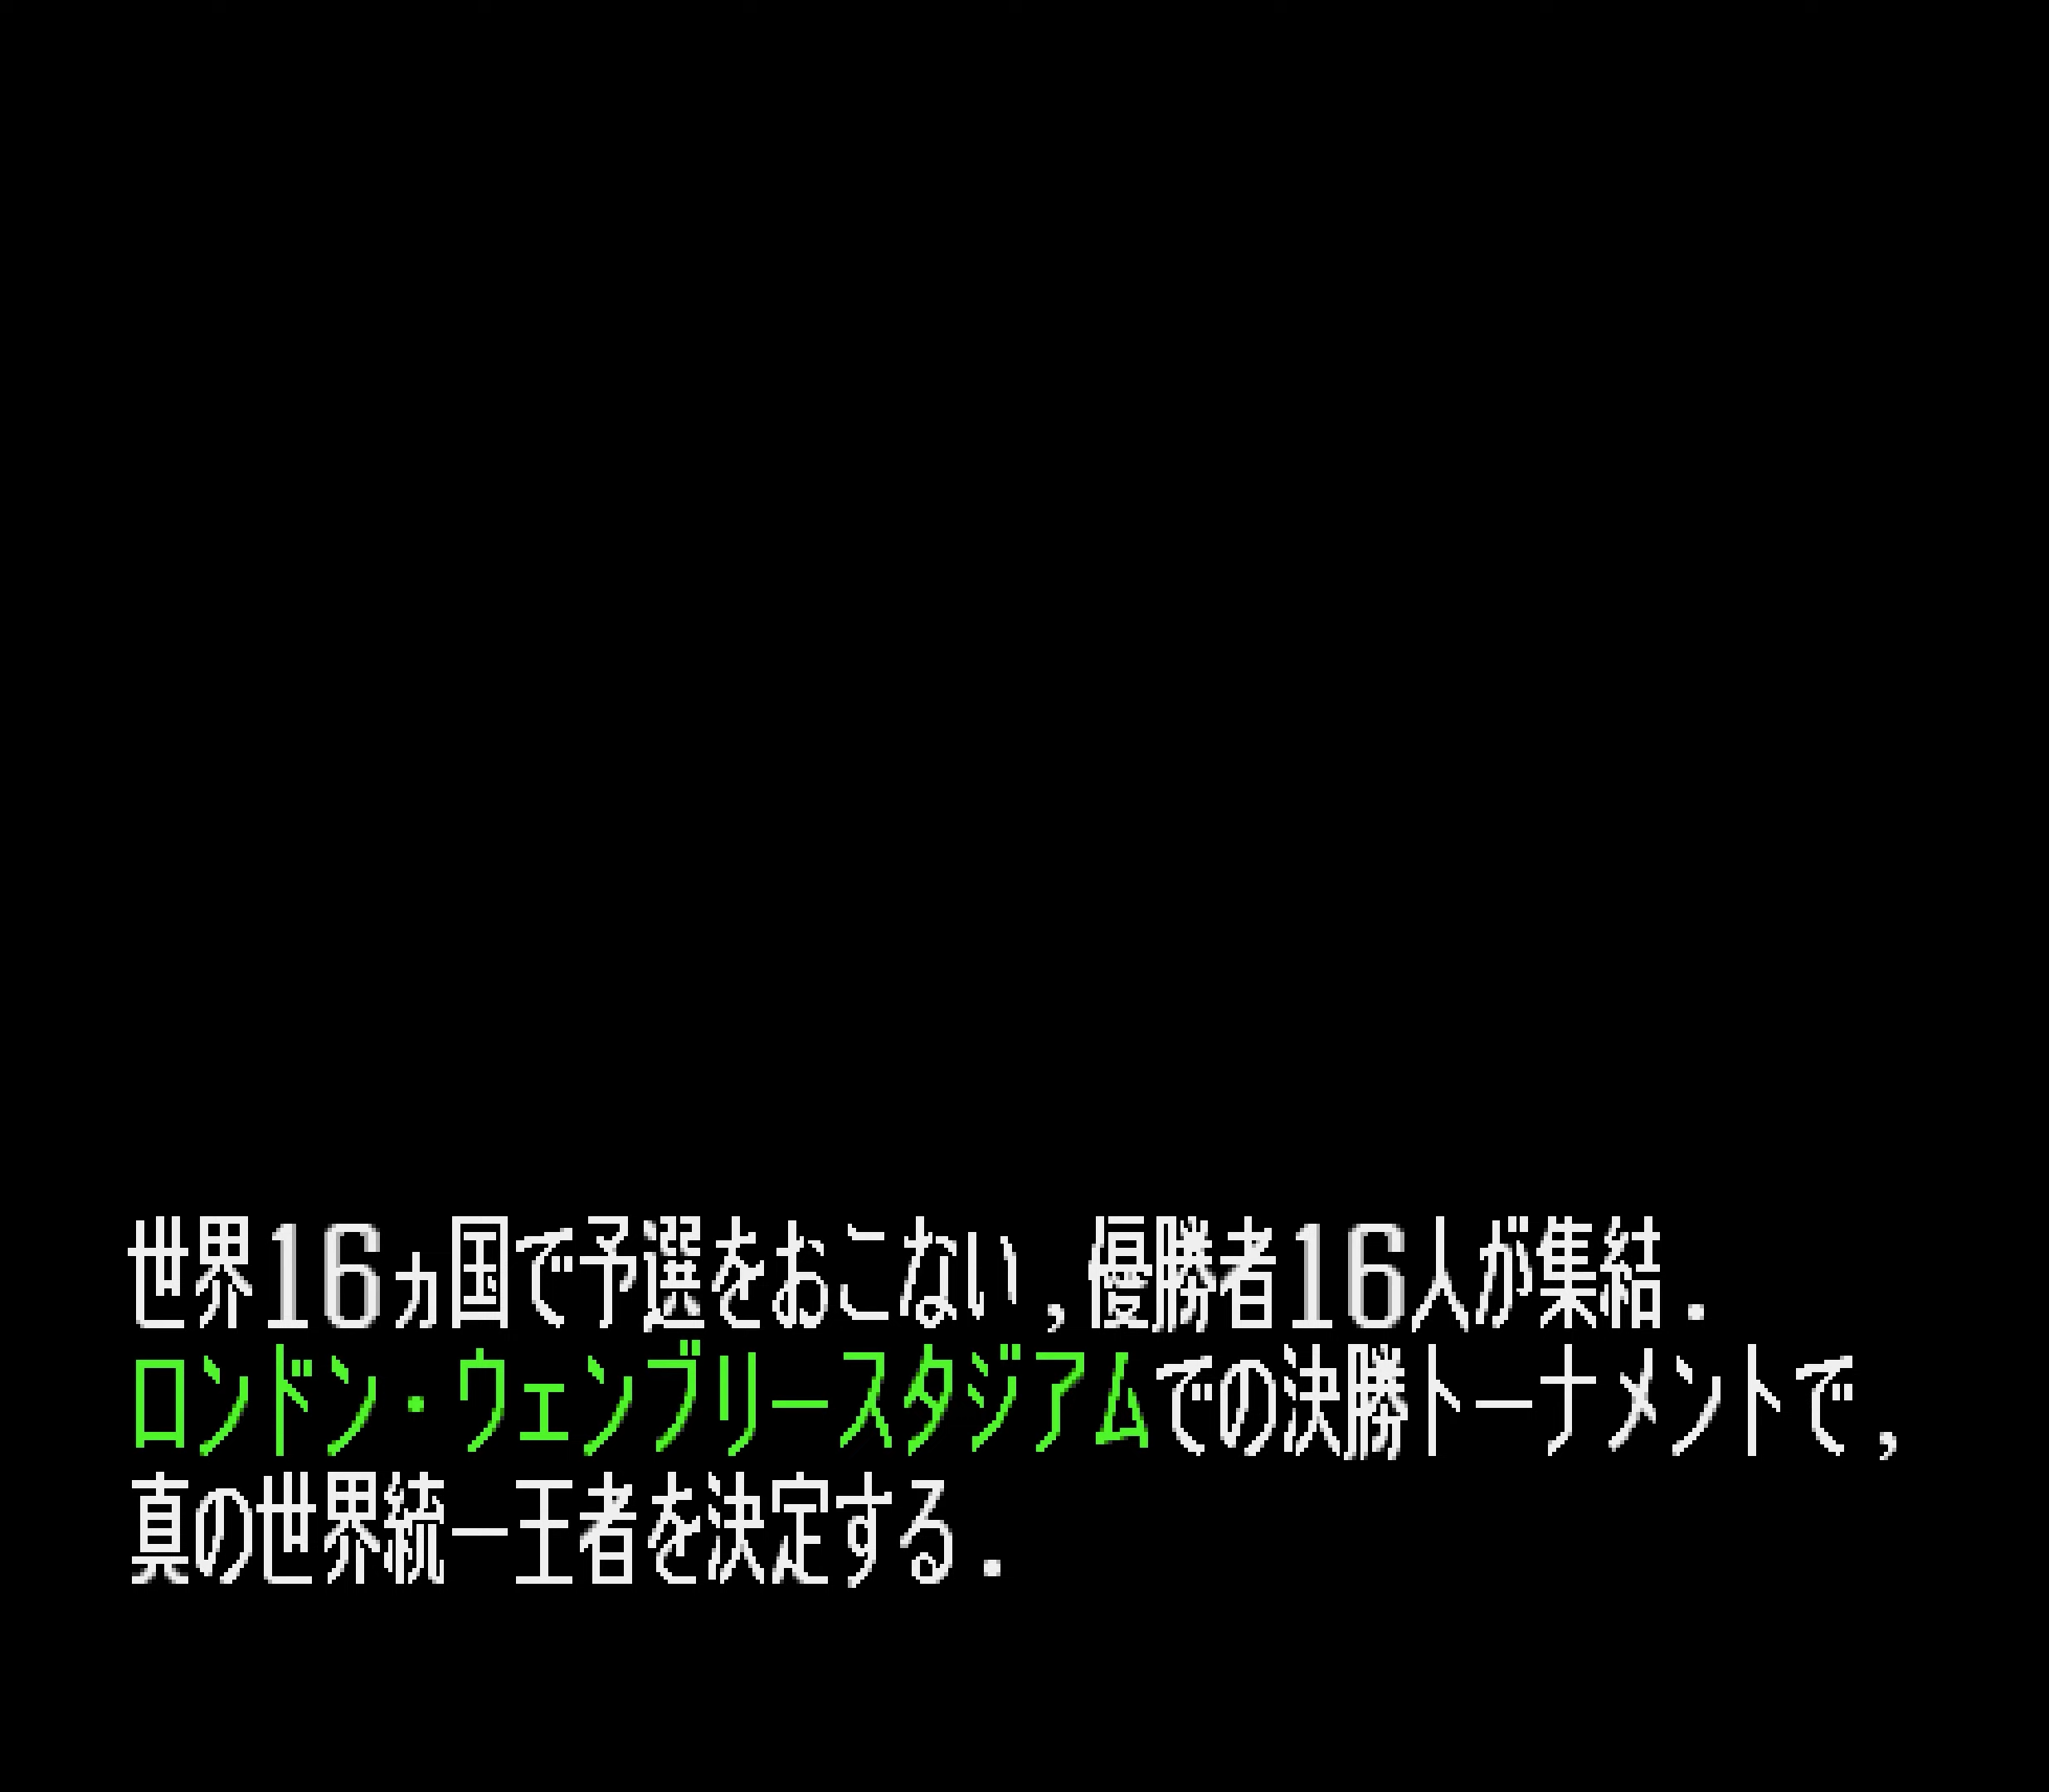 世界16ヵ国で予選をおこない,優勝者16人が集結.
ロンドン・ウェンブリースタジアムでの決勝トーナメントで,
真の世界統一王者を決定する.